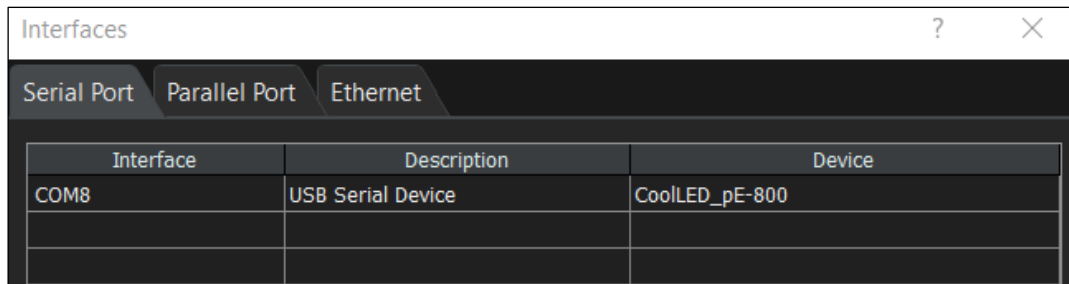 Interfaces ? ×
Serial Port Parallel Port Ethernet
Interface Description Device
COM8 USB Serial Device CoolLED_pE-800